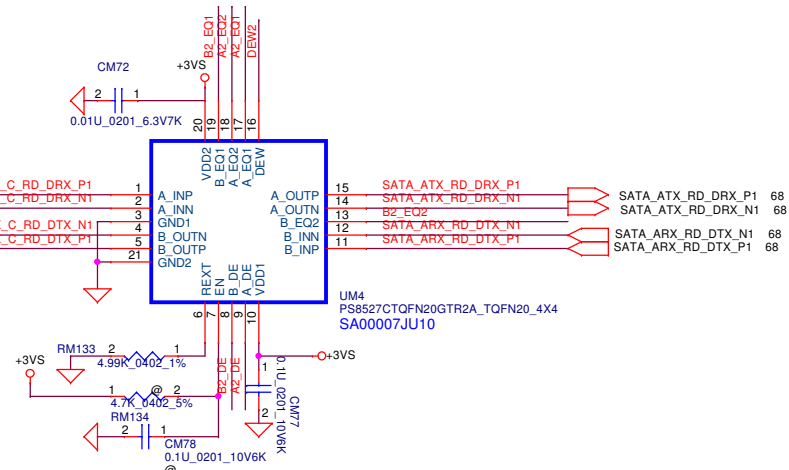 B2_EQ1
A2_EQ2
A2_EQ1
DEW2
CM72
+3VS
2 1
0.01U_0201_6.3V7K
20
19
18
17
16
VDD2
B_EQ1
A_EQ2
A_EQ1
DEW
_C_RD_DRX_P1 1 A_INP A_OUTP 15 SATA_ATX_RD_DRX_P1 SATA_ATX_RD_DRX_P1 68
_C_RD_DRX_N1 2 A_INN A_OUTN 14 SATA_ATX_RD_DRX_N1 SATA_ATX_RD_DRX_N1 68
3 GND1 B_EQ2 13 B2_EQ2
_C_RD_DTX_N1 4 B_OUTN B_INN 12 SATA_ARX_RD_DTX_N1 SATA_ARX_RD_DTX_N1 68
_C_RD_DTX_P1 5 B_OUTP B_INP 11 SATA_ARX_RD_DTX_P1 SATA_ARX_RD_DTX_P1 68
21 GND2
REXT
EN
B_DE
A_DE
VDD1
6
7
8
9
10
UM4
PS8527CTQFN20GTR2A_TQFN20_4X4
SA00007JU10
RM133 2 1
4.99K_0402_1%
+3VS
+3VS
1 @ 2
4.7K_0402_5%
RM134
B2_DE
A2_DE
1
2
0.1U_0201_10V6K
CM77
2 1
CM78
0.1U_0201_10V6K
@